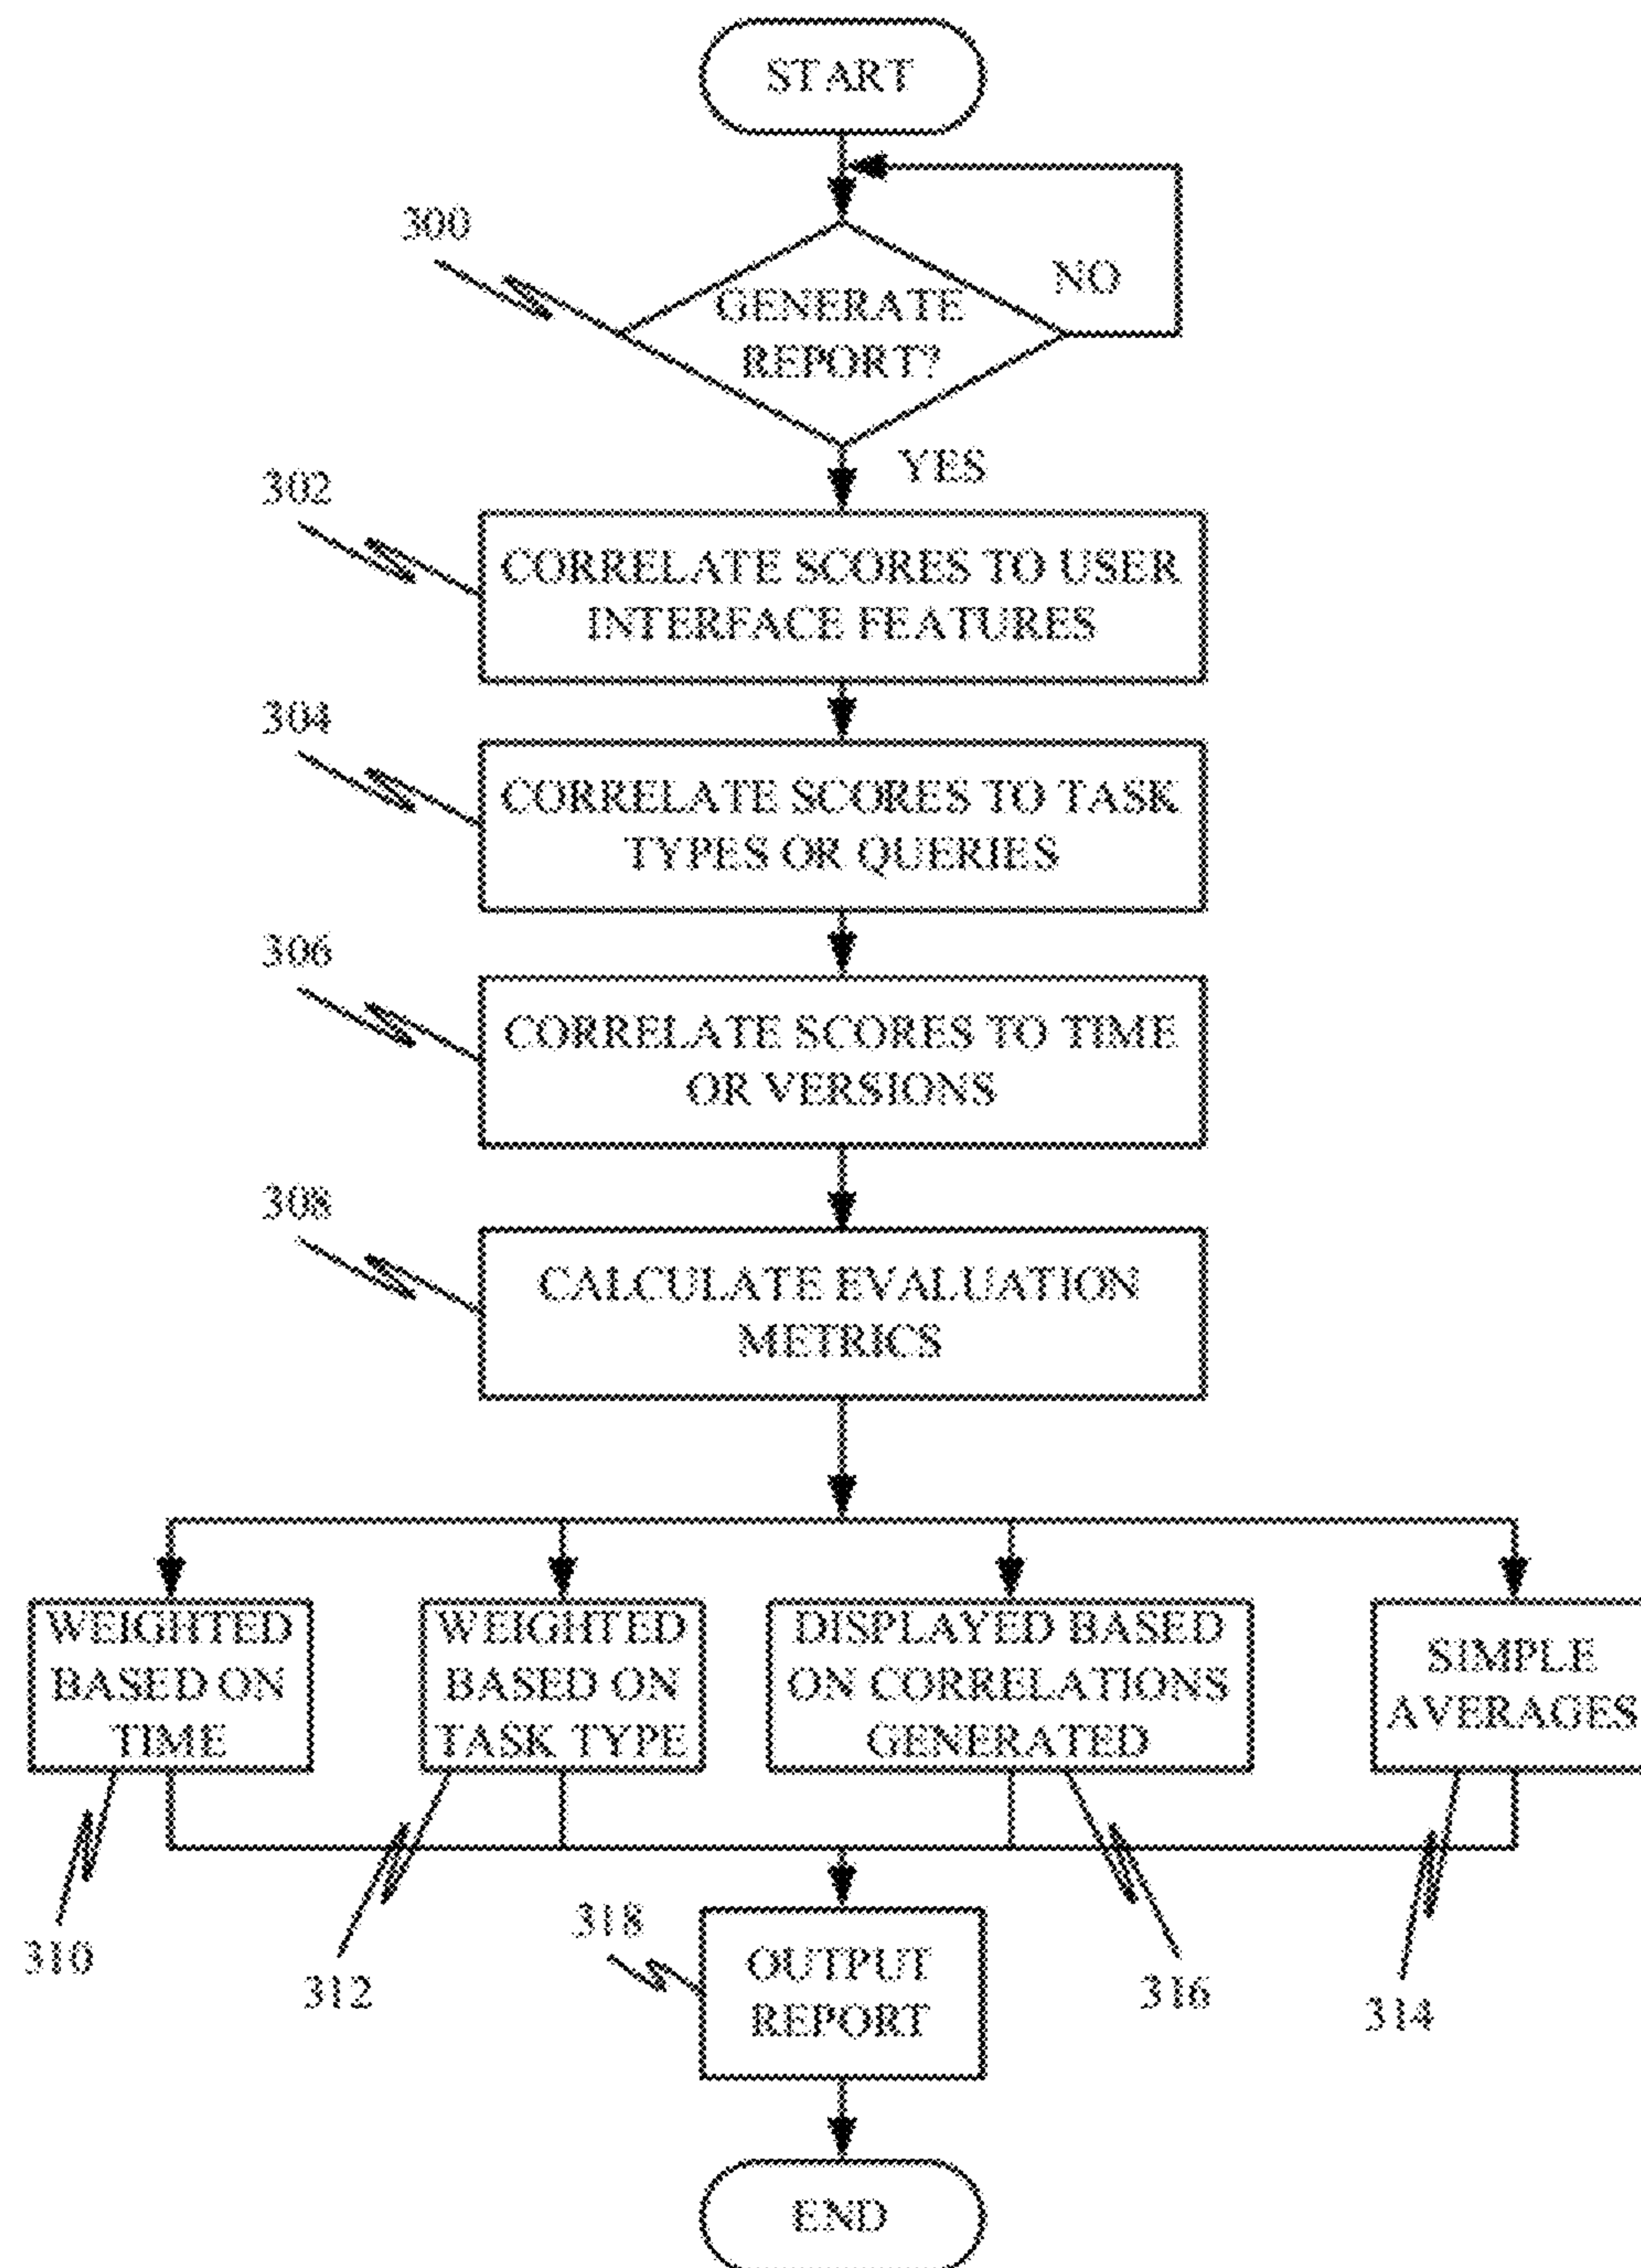 START
300
NO
GENERATE
REPORT?
YES
302
CORRELATE SCORES TO USER
INTERFACE FEATURES
304
CORRELATE SCORES TO TASK
TYPES OR QUERIES
306
CORRELATE SCORES TO TIME
OR VERSIONS
308
CALCULATE EVALUATION
METRICS
WEIGHTED
BASED ON
TIME
WEIGHTED
BASED ON
TASK TYPE
DISPLAYED BASED
ON CORRELATIONS
GENERATED
SIMPLE
AVERAGES
310
312
318
OUTPUT
REPORT
316
314
END